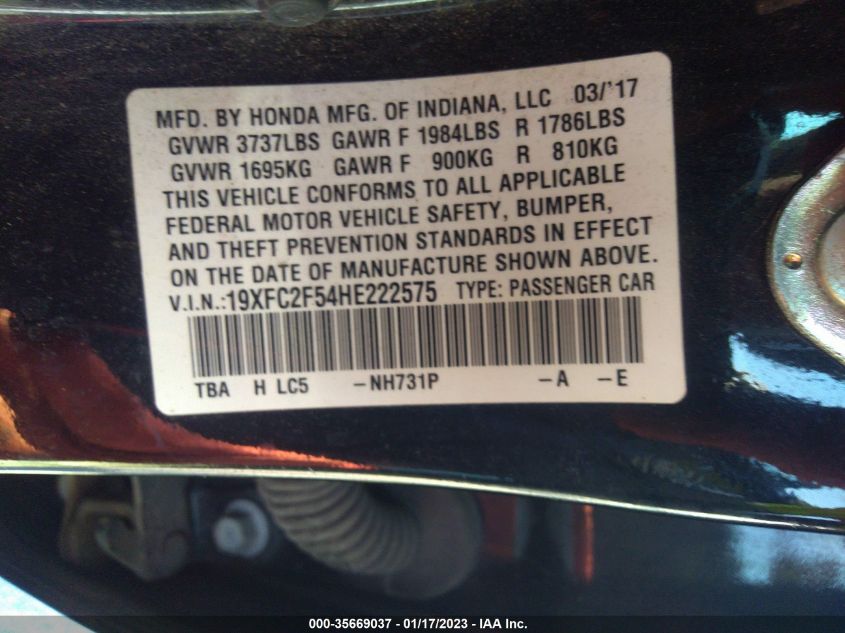 MFD. BY HONDA MFG. OF INDIANA, LLC 03/'17
GVWR 3737LBS GAWR F 1984LBS R 1786LBS
GVWR 1695KG GAWR F 900KG R 810KG
THIS VEHICLE CONFORMS TO ALL APPLICABLE
FEDERAL MOTOR VEHICLE SAFETY, BUMPER,
AND THEFT PREVENTION STANDARDS IN EFFECT
ON THE DATE OF MANUFACTURE SHOWN ABOVE.
V.I.N.:19XFC2F54HE222575 TYPE: PASSENGER CAR
TBA H LC5 -NH731P -A -E
000-35669037 - 01/17/2023 - IAA Inc.